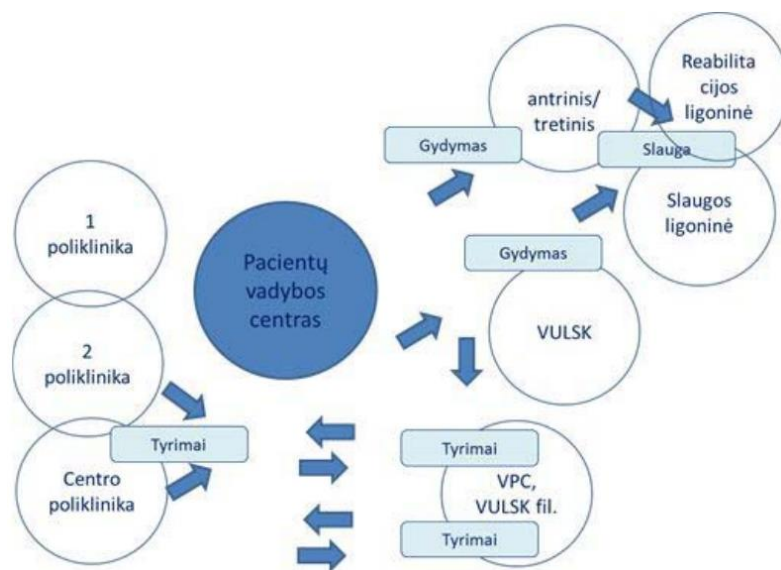 1
poliklinika
2
poliklinika
Centro
poliklinika
Tyrimai
Pacientų
vadybos
centras
antrinis/
tretinis
Gydymas
Reabilita
cijos
ligoninė
Slauga
Slaugos
ligoninė
Gydymas
VULSK
Tyrimai
VPC,
VULSK fil.
Tyrimai